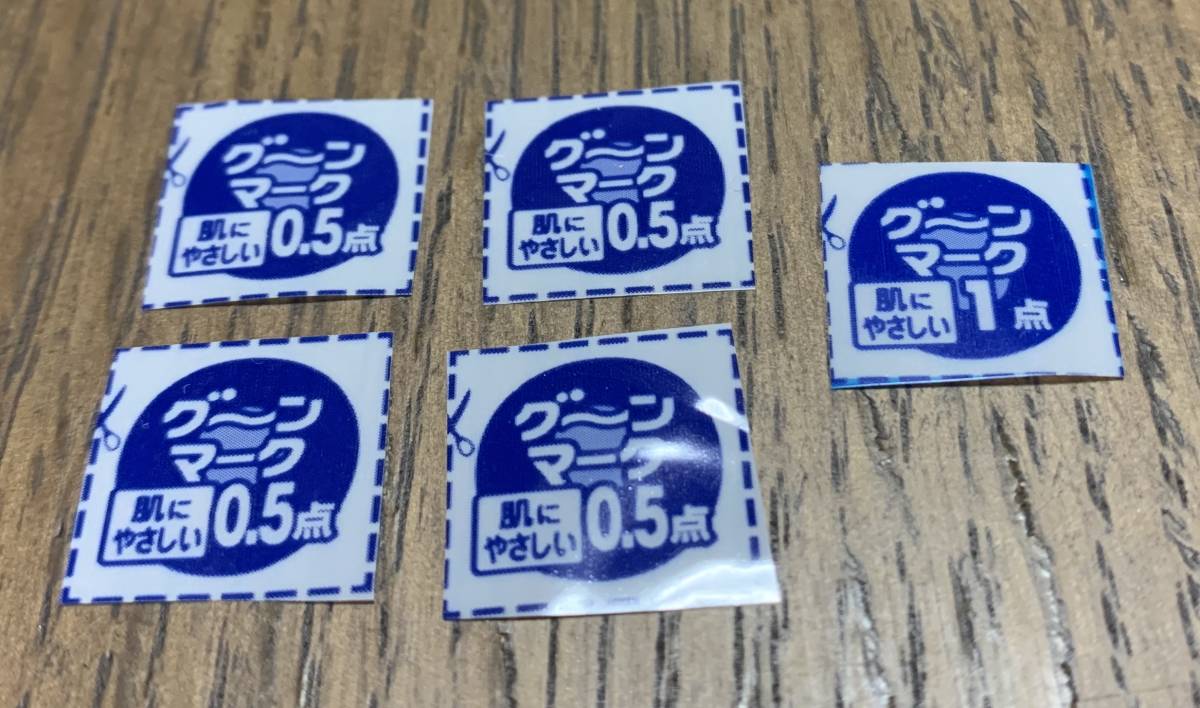 グ〜ン
マーク
肌に
やさしい
0.5点
グ〜ン
マーク
肌に
やさしい
0.5点
グ〜ン
マーク
肌に
やさしい
1点
グ〜ン
マーク
肌に
やさしい
0.5点
グ〜ン
マーク
肌に
やさしい
0.5点